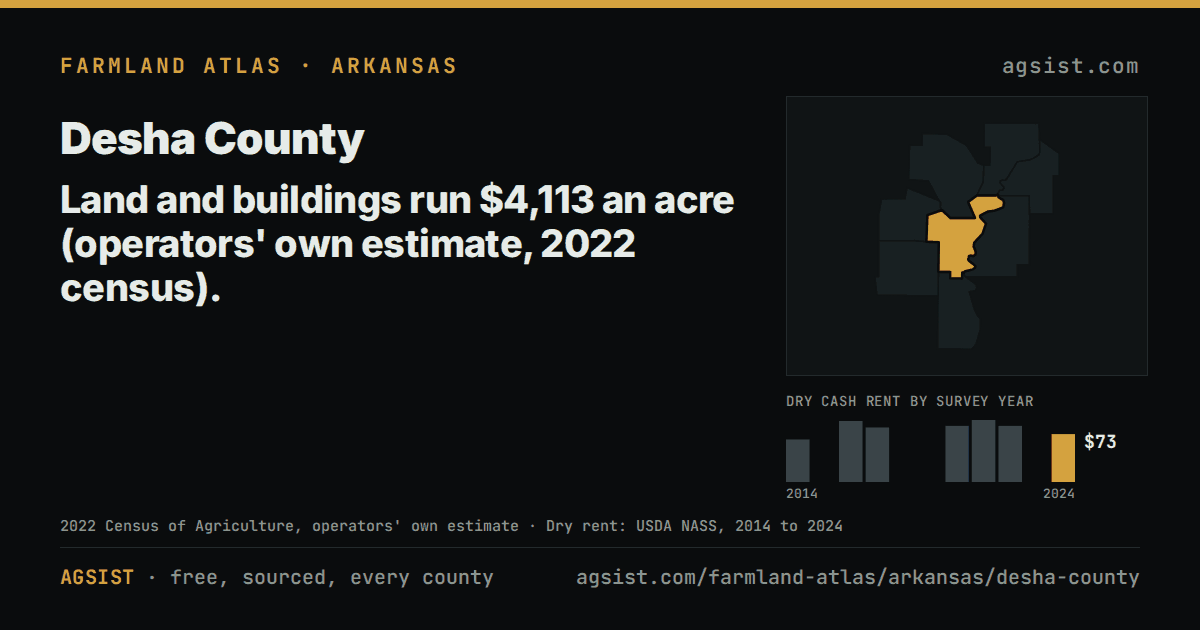 FARMLAND ATLAS · ARKANSAS
agsist.com
Desha County
Land and buildings run $4,113 an acre
(operators' own estimate, 2022
census).
DRY CASH RENT BY SURVEY YEAR
$73
2014
2024
2022 Census of Agriculture, operators' own estimate · Dry rent: USDA NASS, 2014 to 2024
AGSIST · free, sourced, every county
agsist.com/farmland-atlas/arkansas/desha-county